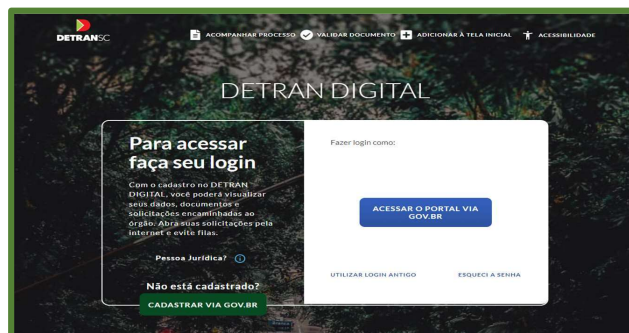 DETRANSC
ACOMPANHAR PROCESSO
VALIDAR DOCUMENTO
ADICIONAR À TELA INICIAL
ACESSIBILIDADE
DETRAN DIGITAL
Para acessar
faça seu login
Com o cadastro no DETRAN
DIGITAL, você poderá visualizar
seus dados, documentos e
solicitações encaminhadas ao
órgão. Abra suas solicitações pela
internet e evite filas.
Pessoa Jurídica?
Não está cadastrado?
CADASTRAR VIA GOV.BR
Fazer login como:
ACESSAR O PORTAL VIA
GOV.BR
UTILIZAR LOGIN ANTIGO
ESQUECI A SENHA